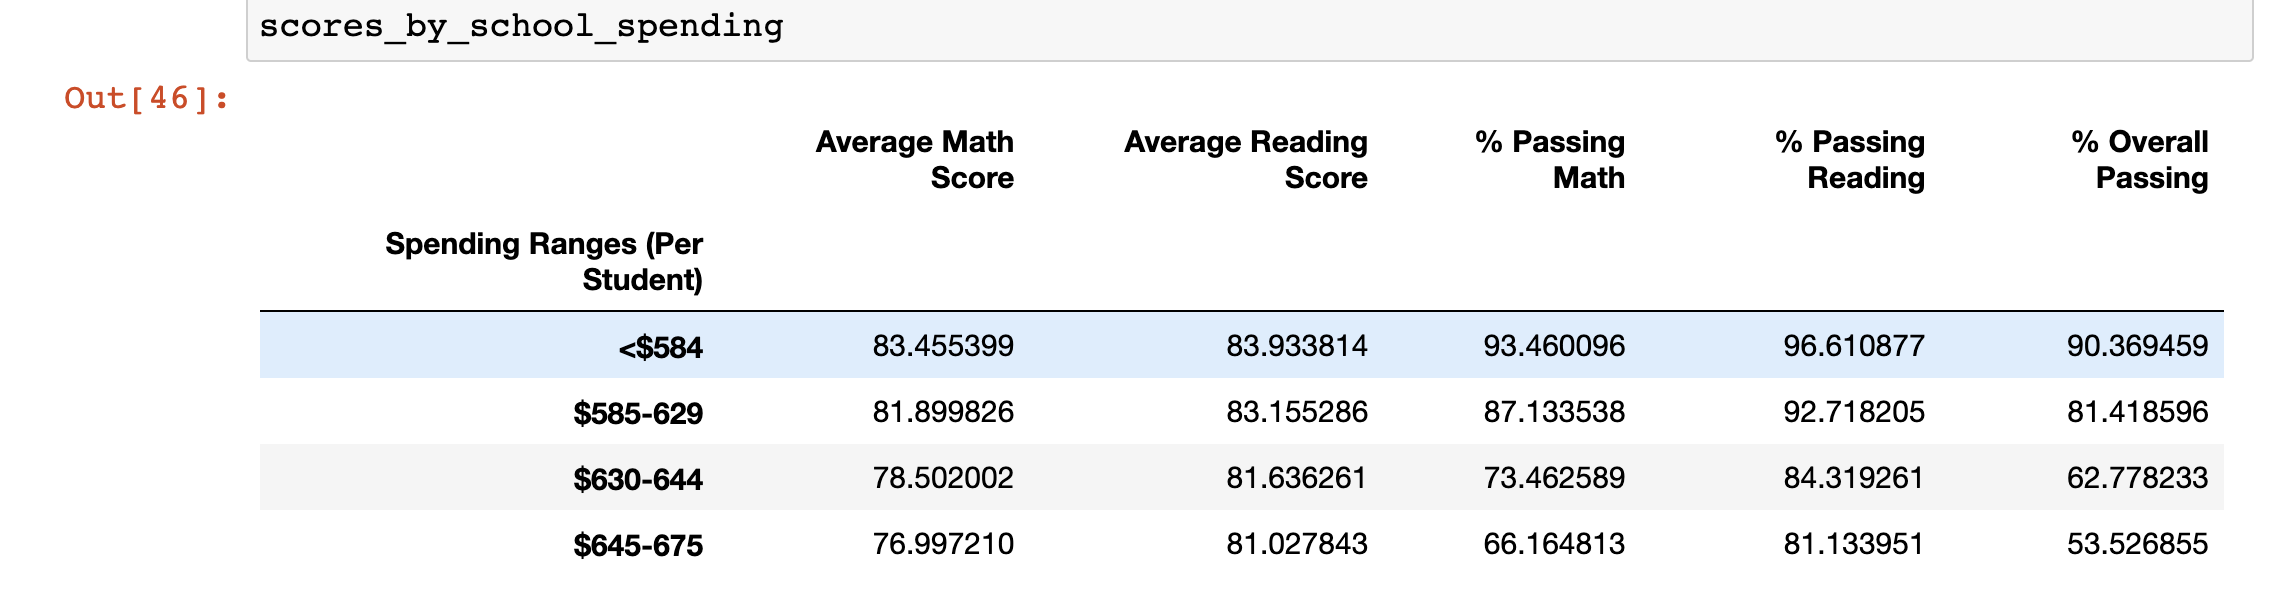 scores_by_school_spending
Out[46]:
Average Math Average Reading % Passing % Passing % Overall
Score Score Math Reading Passing
Spending Ranges (Per
Student)
<$584 83.455399 83.933814 93.460096 96.610877 90.369459
$585-629 81.899826 83.155286 87.133538 92.718205 81.418596
$630-644 78.502002 81.636261 73.462589 84.319261 62.778233
$645-675 76.997210 81.027843 66.164813 81.133951 53.526855